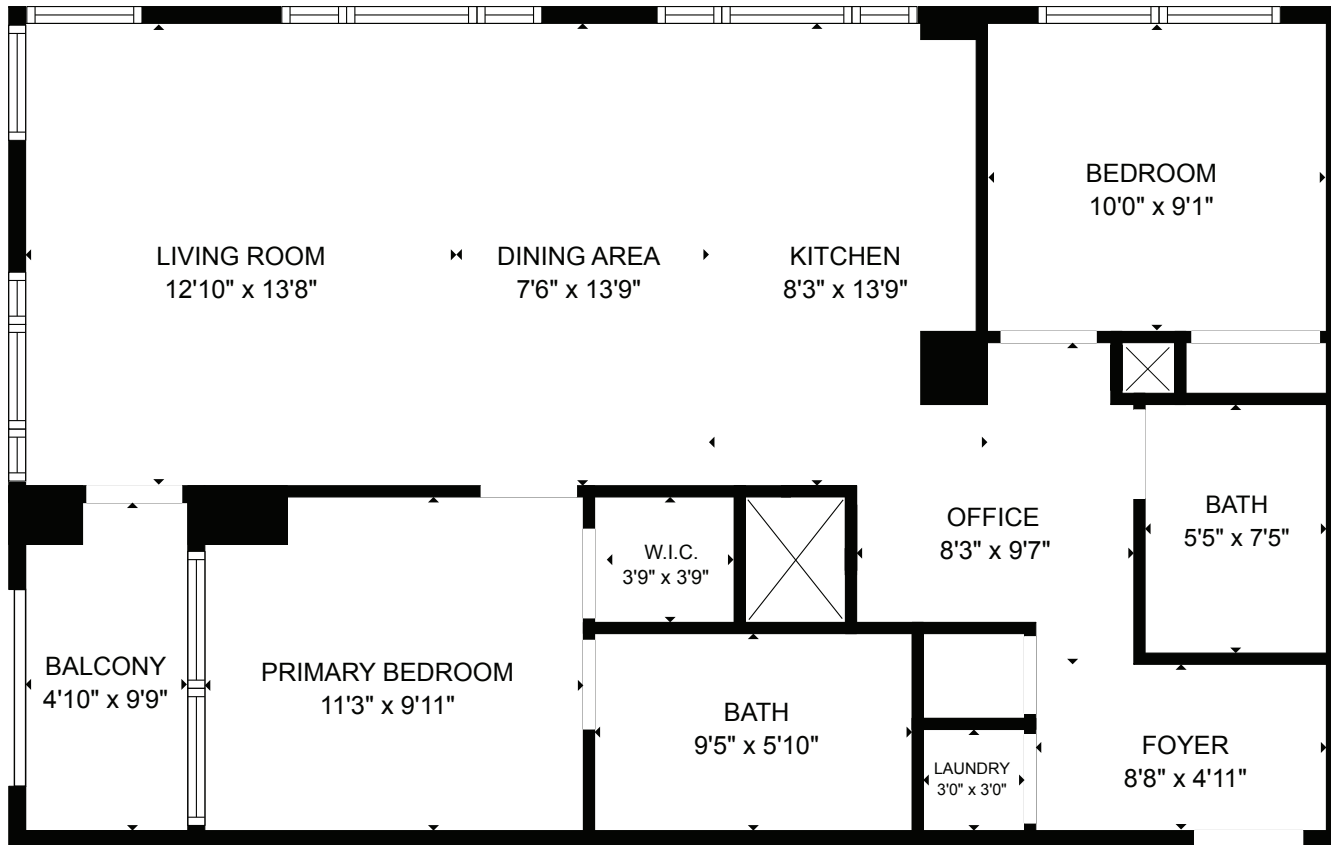 BEDROOM
10'0" x 9'1"
LIVING ROOM
12'10" x 13'8"
DINING AREA
7'6" x 13'9"
KITCHEN
8'3" x 13'9"
BATH
5'5" x 7'5"
OFFICE
8'3" x 9'7"
W.I.C.
3'9" x 3'9"
BALCONY
4'10" x 9'9"
PRIMARY BEDROOM
11'3" x 9'11"
BATH
9'5" x 5'10"
LAUNDRY
3'0" x 3'0"
FOYER
8'8" x 4'11"